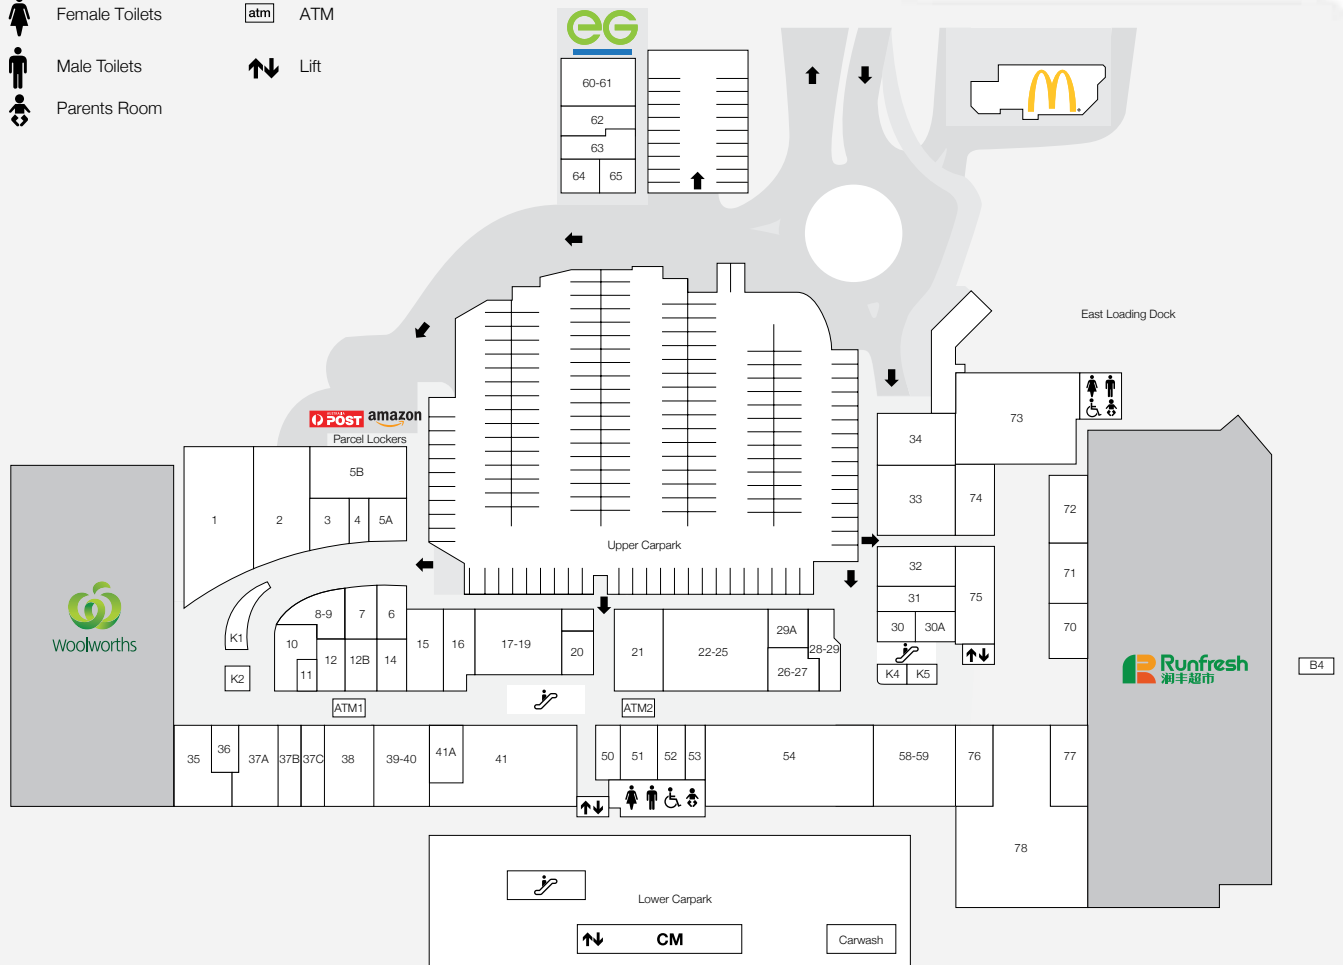 Female Toilets
atm ATM
Male Toilets
Lift
Parents Room
eG
60-61
62
63
64 65
East Loading Dock
AUSTRALIA
POST amazon
Parcel Lockers
73
34
5B
33 74
72
1 2 3 4 5A
Upper Carpark
32
71
31
75
8-9 7 6
30 30A
70
29A
K1
10
12 12B 14 15 16 17-19 20 21 22-25 28-29
Woolworths
26-27
11
K2
K4 K5
Runfresh
润丰超市
B4
ATM1 ATM2
36
41A
35 37A 37B 37C 38 39-40 41 50 51 52 53 54 58-59 76 77
78
Lower Carpark
CM
Carwash